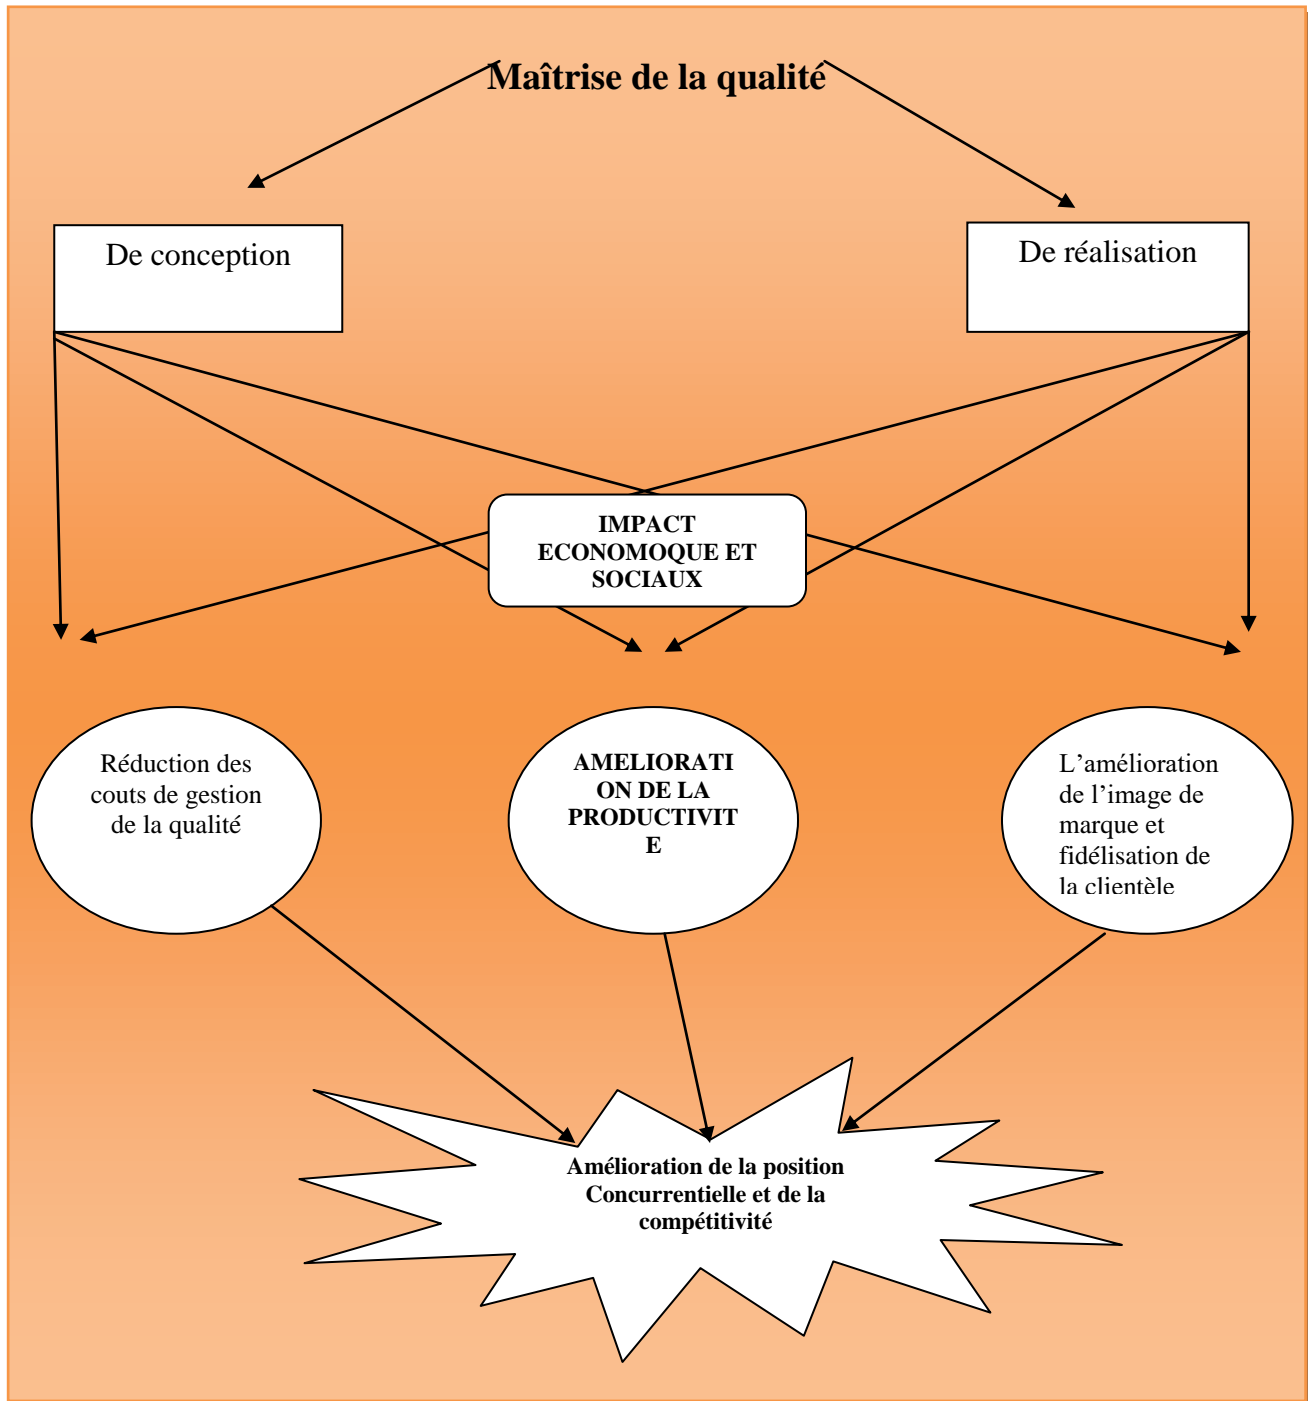 Maîtrise de la qualité
De conception
De réalisation
IMPACT
ECONOMOQUE ET
SOCIAUX
Réduction des
couts de gestion
de la qualité
AMELIORATI
ON DE LA
PRODUCTIVIT
E
L’amélioration
de l’image de
marque et
fidélisation de
la clientèle
Amélioration de la position
Concurrentielle et de la
compétitivité